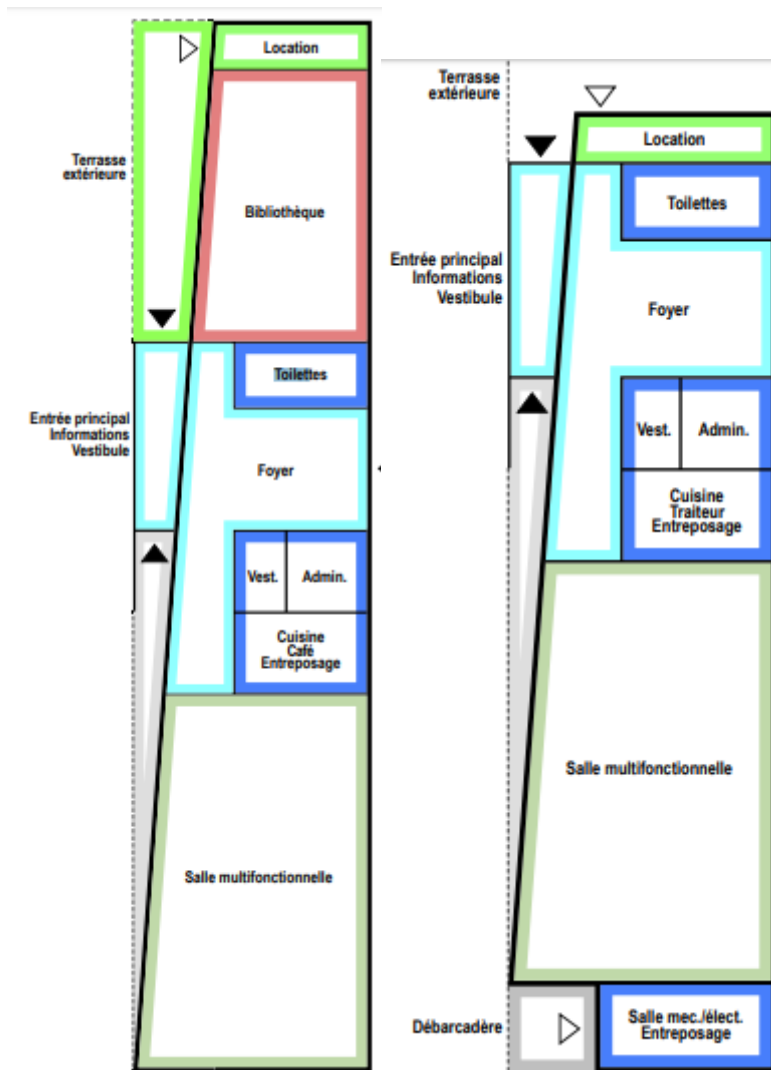 Location
Terrasse
extérieure
Bibliothèque
Toilettes
Entrée principal
Informations
Vestibule
Foyer
Vest.
Admin.
Cuisine
Café
Entreposage
Salle multifonctionnelle
Terrasse
extérieure
Location
Toilettes
Entrée principal
Informations
Vestibule
Foyer
Vest.
Admin.
Cuisine
Traiteur
Entreposage
Salle multifonctionnelle
Débarcadère
Salle mec./élect.
Entreposage